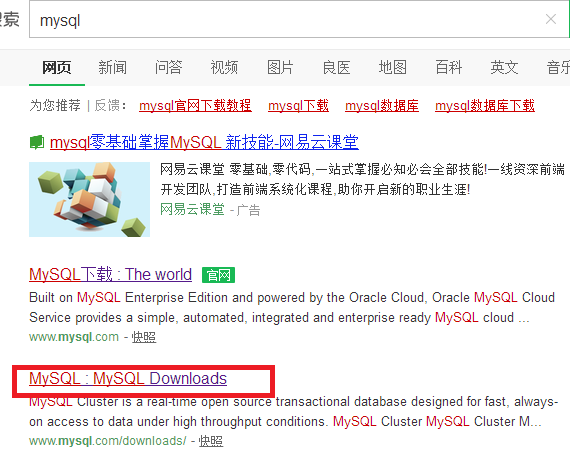 搜索 mysql ×
网页 新闻 问答 视频 图片 良医 地图 百科 英文 音乐
为您推荐 | 反馈： mysql官网下载教程 mysql下载 mysql数据库 mysql数据库下载
mysql零基础掌握MySQL 新技能-网易云课堂
网易云课堂 零基础,零代码,一站式掌握必知必会全部技能!一线资深前端
开发团队,打造前端系统化课程,助你开启新的职业生涯!
网易云课堂 - 广告
MySQL下载 : The world 官网
Built on MySQL Enterprise Edition and powered by the Oracle Cloud, Oracle MySQL Cloud
Service provides a simple, automated, integrated and enterprise ready MySQL cloud ...
www.mysql.com - 快照
MySQL : MySQL Downloads
MySQL Cluster is a real-time open source transactional database designed for fast, always-
on access to data under high throughput conditions. MySQL Cluster MySQL Cluster M...
www.mysql.com/downloads/ - 快照